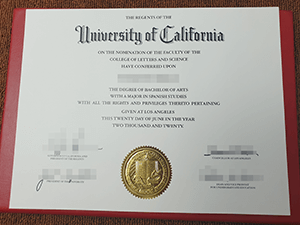 THE REGENTS OF THE
University of California
ON THE NOMINATION OF THE FACULTY OF THE
COLLEGE OF LETTERS AND SCIENCE
HAVE CONFERRED UPON
THE DEGREE OF BACHELOR OF ARTS
WITH A MAJOR IN SPANISH STUDIES
WITH ALL THE RIGHTS AND PRIVILEGES THERETO PERTAINING
GIVEN AT LOS ANGELES
THIS TWENTY DAY OF JUNE IN THE YEAR
TWO THOUSAND AND TWENTY.